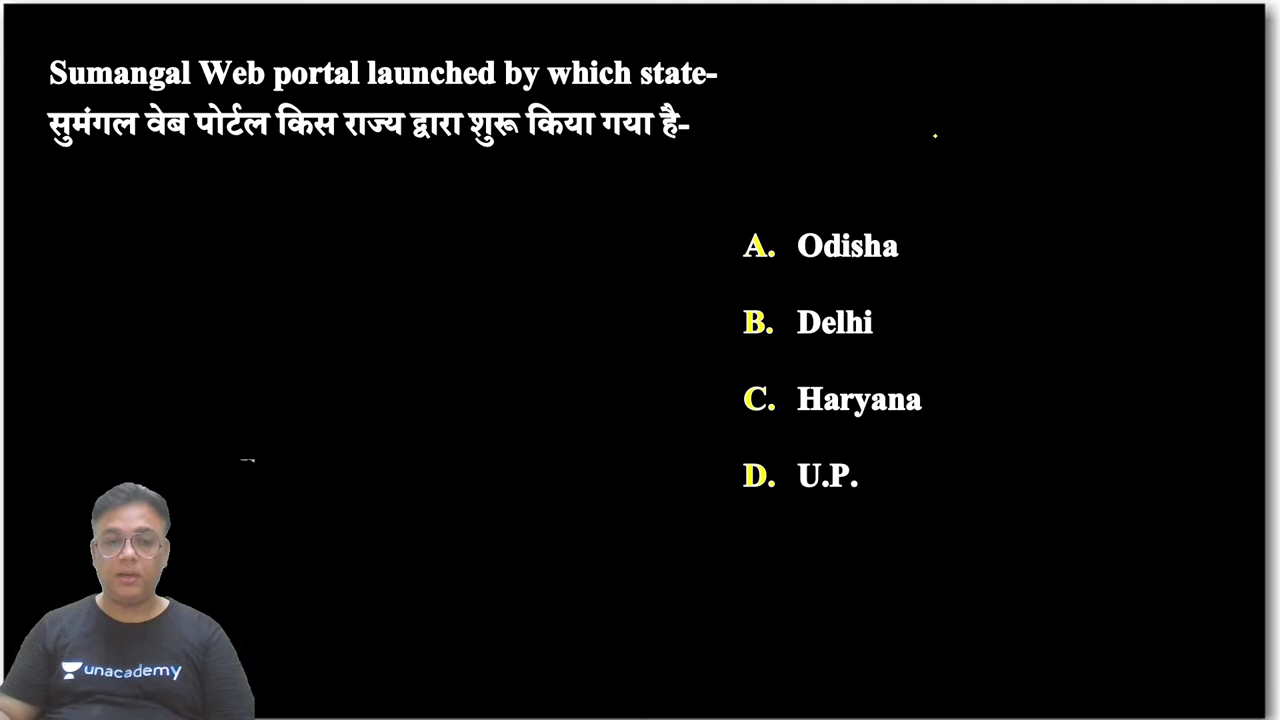 Sumangal Web portal launched by which state-
सुमंगल वेब पोर्टल किस राज्य द्वारा शुरू किया गया है-
A. Odisha
B. Delhi
C. Haryana
D. U.P.
unacademy